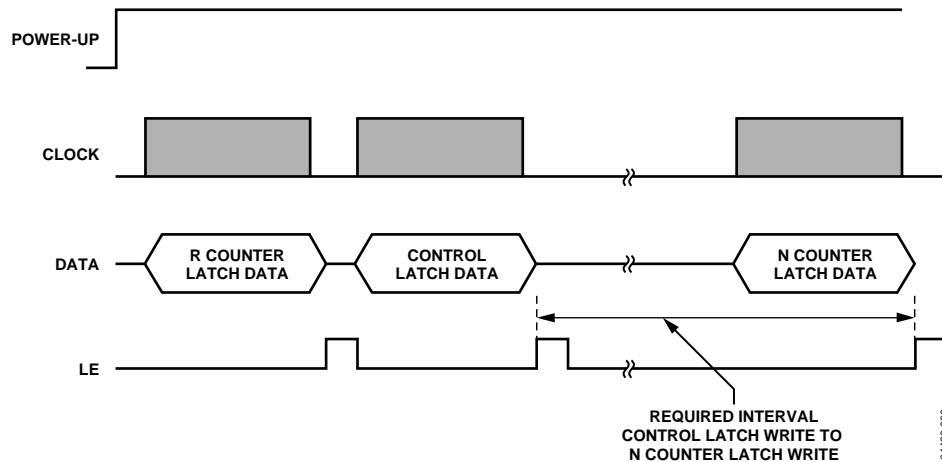 POWER-UP
CLOCK
DATA
R COUNTER
LATCH DATA
CONTROL
LATCH DATA
N COUNTER
LATCH DATA
LE
REQUIRED INTERVAL
CONTROL LATCH WRITE TO
N COUNTER LATCH WRITE